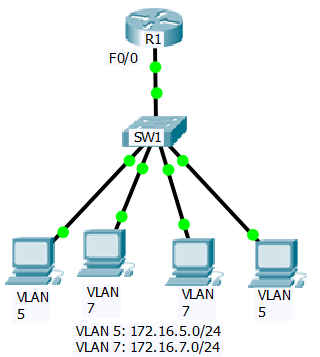 R1
F0/0
SW1
VLAN
5
VLAN
7
VLAN
7
VLAN
5
VLAN 5: 172.16.5.0/24
VLAN 7: 172.16.7.0/24